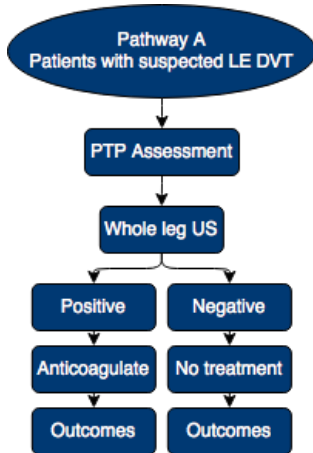 Pathway A
Patients with suspected LE DVT
PTP Assessment
Whole leg US
Positive
Negative
Anticoagulate
No treatment
Outcomes
Outcomes